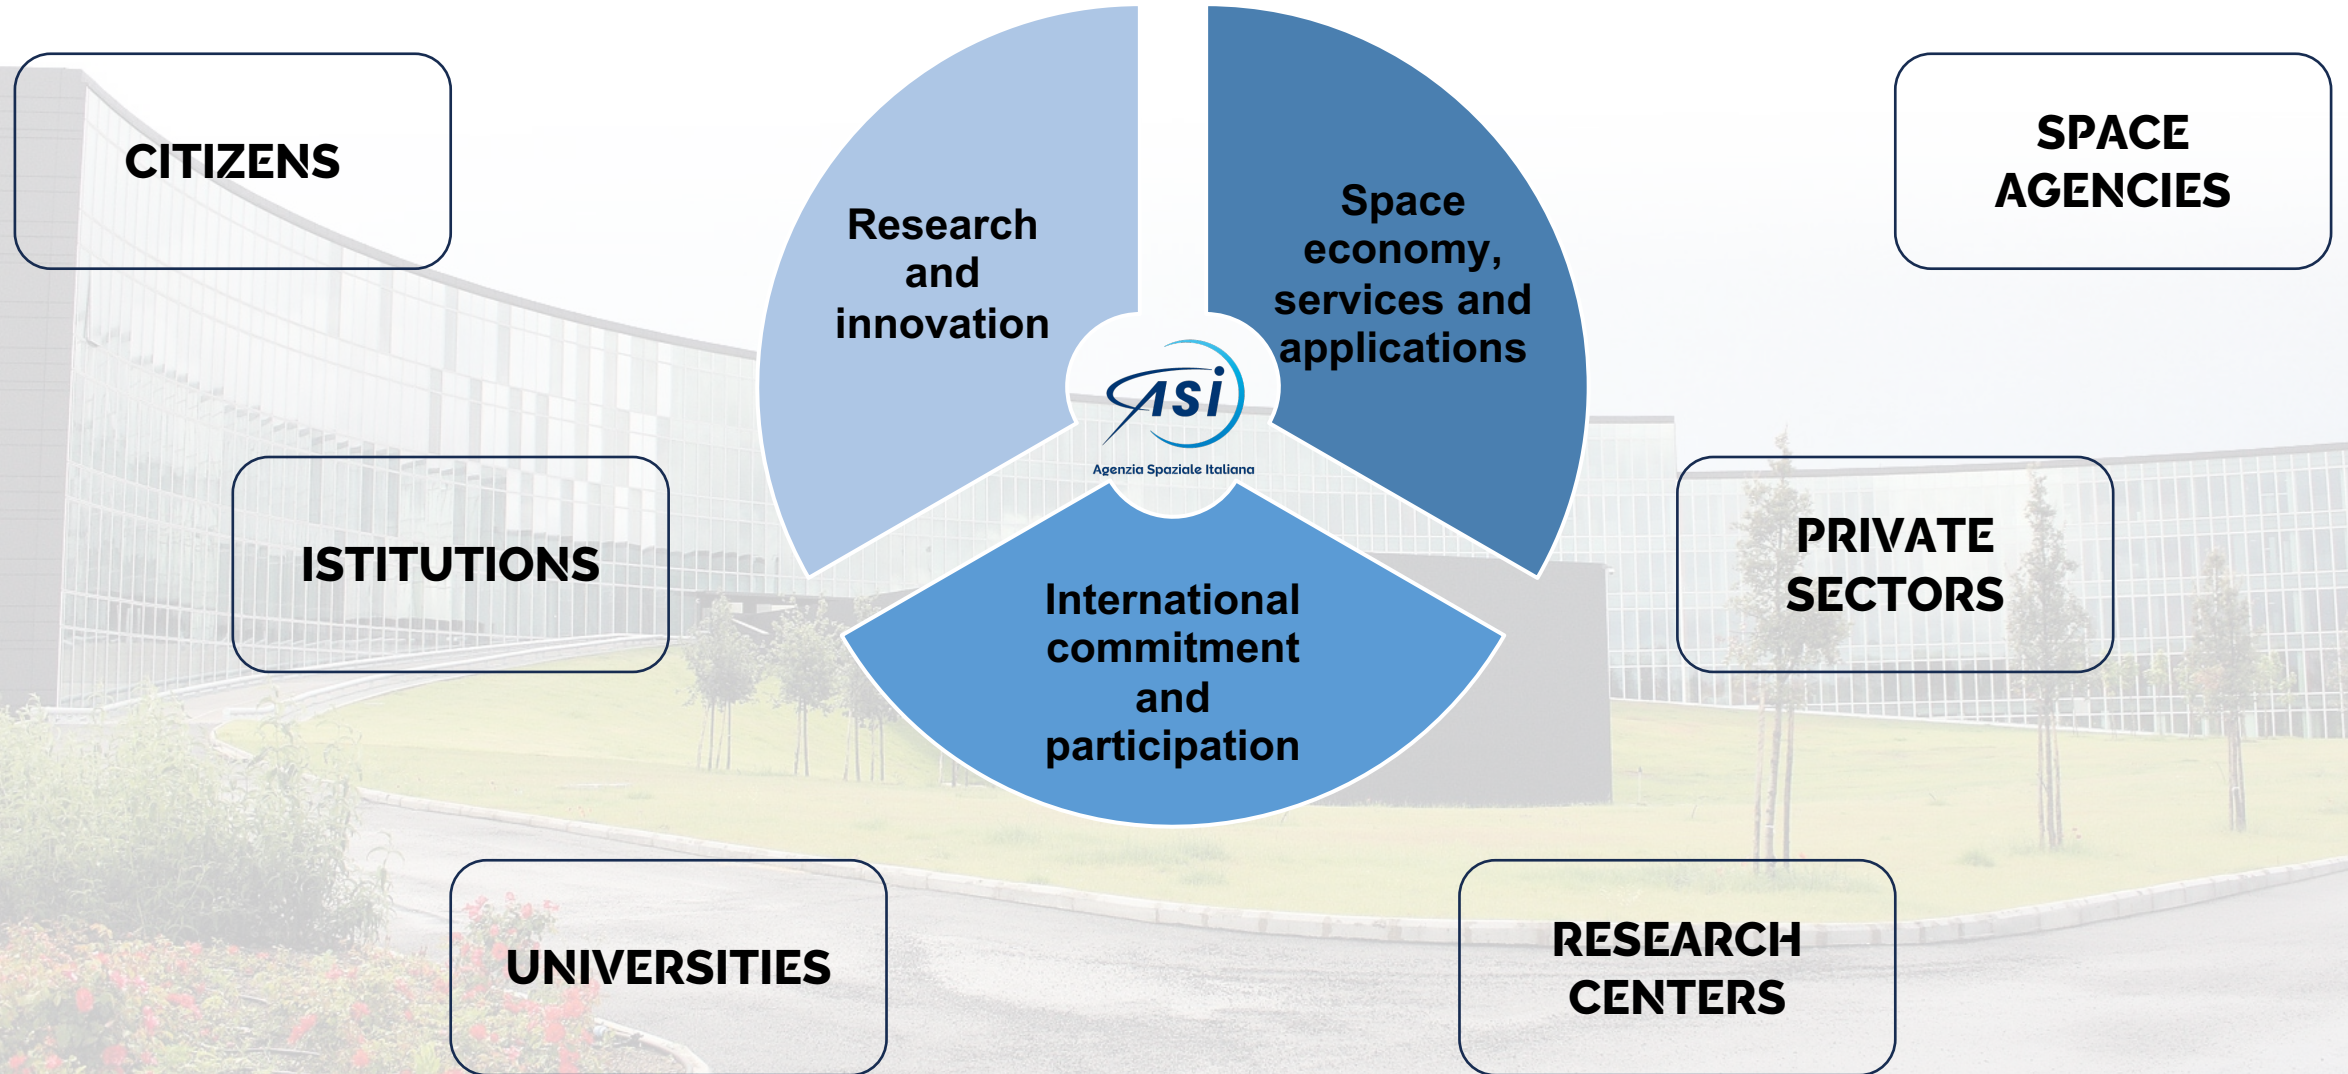 CITIZENS
ISTITUTIONS
UNIVERSITIES
Research
and
innovation
Space
economy,
services and
applications
ASI
Agenzia Spaziale Italiana
International
commitment
and
participation
SPACE
AGENCIES
PRIVATE
SECTORS
RESEARCH
CENTERS